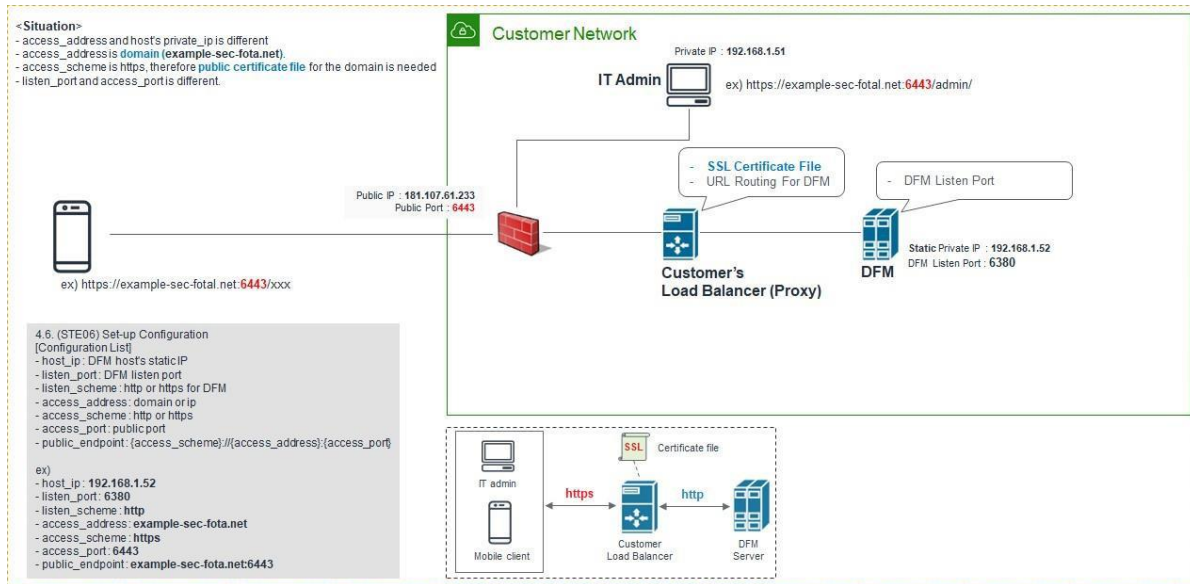 <Situation>
- access_address and host's private_ip is different
- access_address is domain (example-sec-fota.net).
- access_scheme is https, therefore public certificate file for the domain is needed
- listen_port and access_port is different.
Customer Network
Private IP : 192.168.1.51
IT Admin
ex) https://example-sec-fotal.net:6443/admin/
- SSL Certificate File
- URL Routing For DFM
- DFM Listen Port
Public IP : 181.107.61.233
Public Port : 6443
Static Private IP : 192.168.1.52
DFM Listen Port : 6380
Customer's
Load Balancer (Proxy)
DFM
ex) https://example-sec-fotal.net:6443/xxx
4.6. (STE06) Set-up Configuration
[Configuration List]
- host_ip : DFM host's static IP
- listen_port: DFM listen port
- listen_scheme : http or https for DFM
- access_address: domain or ip
- access_scheme: http or https
- access_port: public port
- public_endpoint: {access_scheme}://{access_address}:{access_port}
ex)
- host_ip: 192.168.1.52
- listen_port: 6380
- listen_scheme: http
- access_address: example-sec-fota.net
- access_scheme: https
- access_port: 6443
- public_endpoint: example-sec-fota.net:6443
SSL
Certificate file
IT admin
https
http
Mobile client
Customer
Load Balancer
DFM
Server